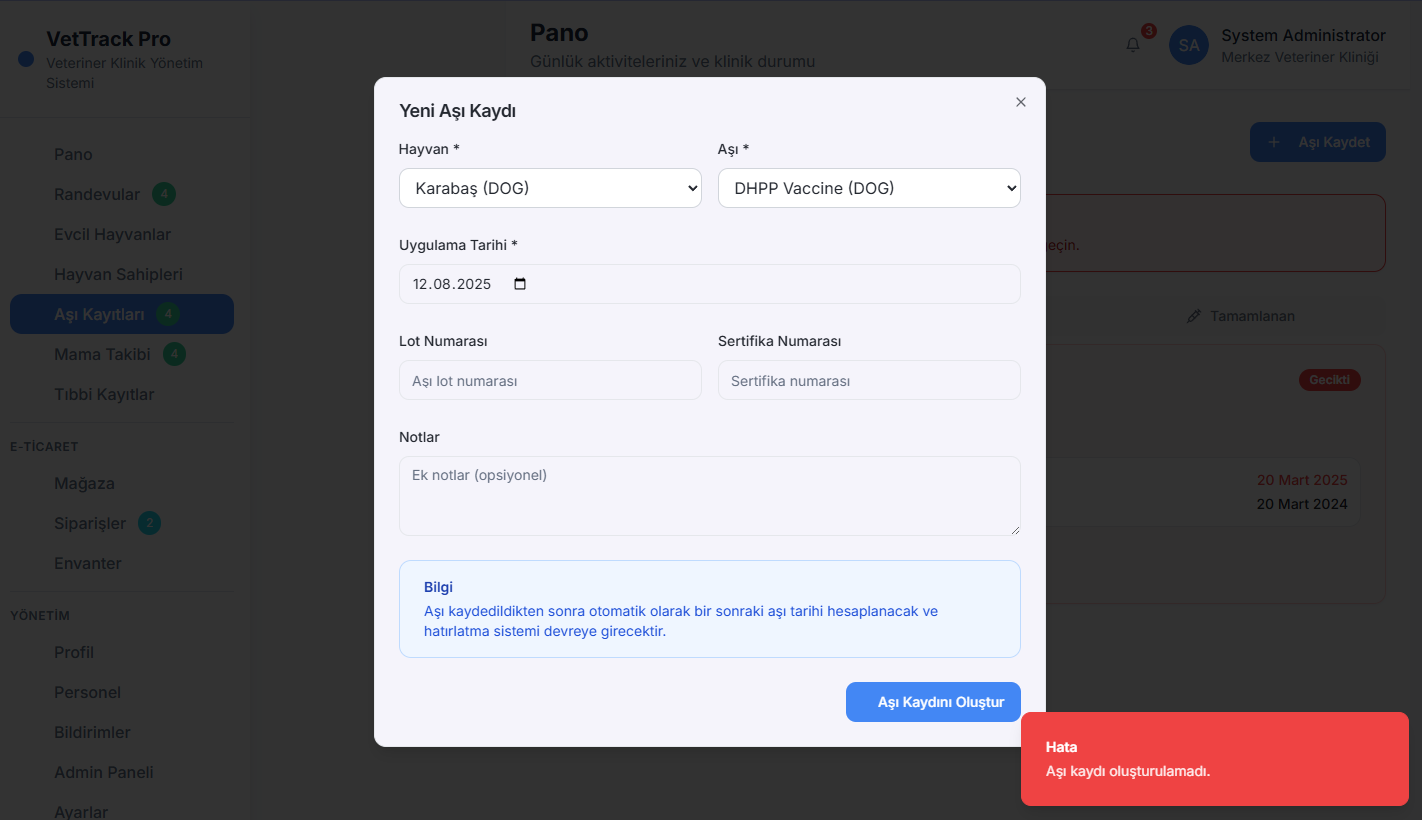 VetTrack Pro
Veteriner Klinik Yönetim
Sistemi
Pano
Randevular 4
Evcil Hayvanlar
Hayvan Sahipleri
Aşı Kayıtları 4
Mama Takibi 4
Tıbbi Kayıtlar
E-TİCARET
Mağaza
Siparişler 2
Envanter
YÖNETİM
Profil
Personel
Bildirimler
Admin Paneli
Ayarlar
Pano
Günlük aktiviteleriniz ve klinik durumu
3
SA
System Administrator
Merkez Veteriner Kliniği
Aşı Kaydet
geçin.
Tamamlanan
Gecikti
20 Mart 2025
20 Mart 2024
Yeni Aşı Kaydı
Hayvan * Aşı *
Karabaş (DOG) DHPP Vaccine (DOG)
Uygulama Tarihi *
12.08.2025
Lot Numarası Sertifika Numarası
Aşı lot numarası Sertifika numarası
Notlar
Ek notlar (opsiyonel)
Bilgi
Aşı kaydedildikten sonra otomatik olarak bir sonraki aşı tarihi hesaplanacak ve
hatırlatma sistemi devreye girecektir.
Aşı Kaydını Oluştur
Hata
Aşı kaydı oluşturulamadı.